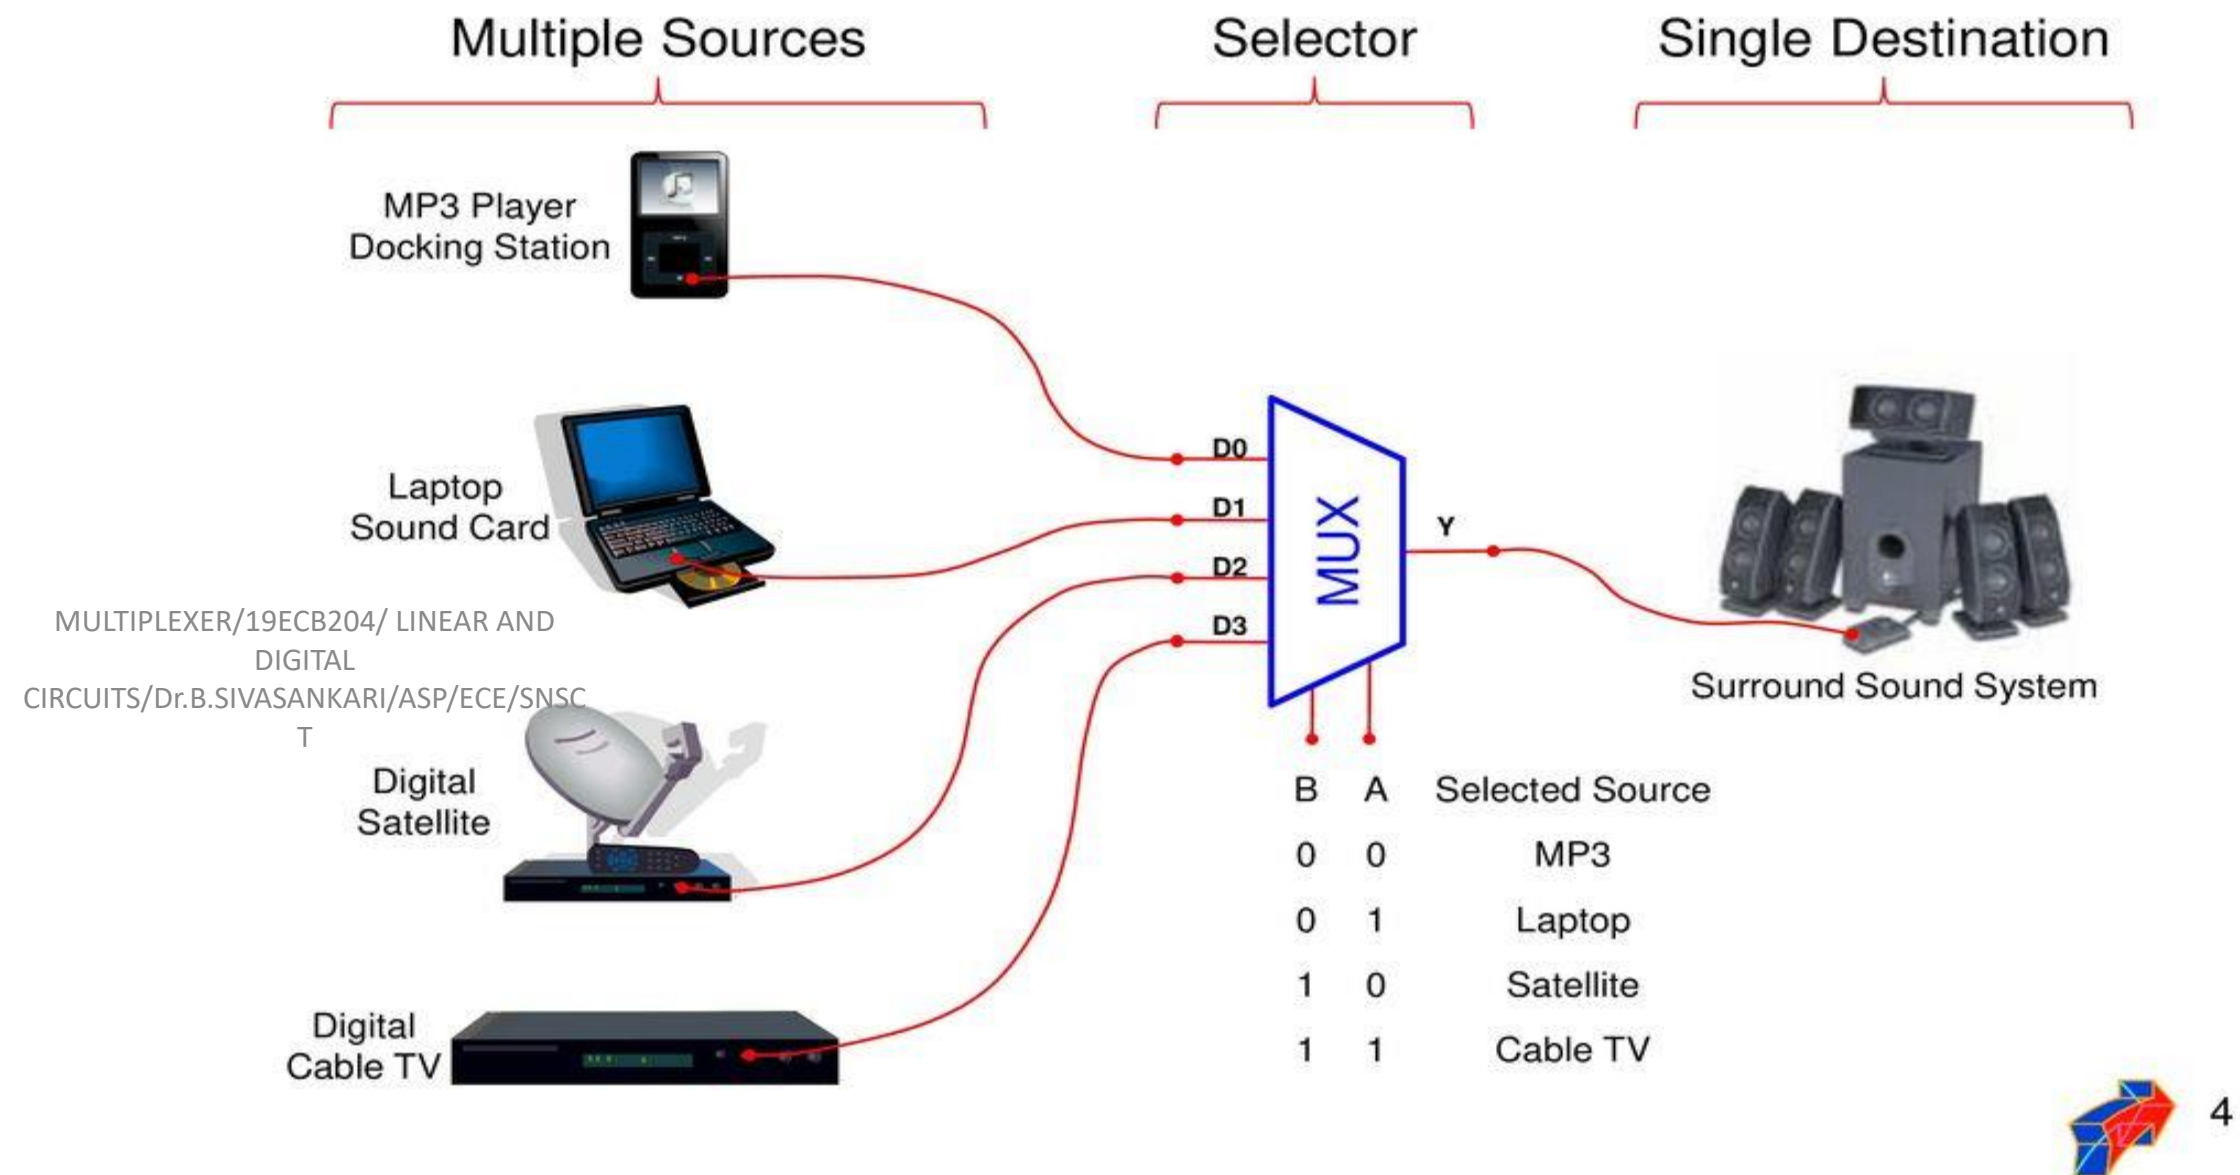 Multiple Sources
Selector
Single Destination
MP3 Player
Docking Station
Laptop
Sound Card
MULTIPLEXER/19ECB204/ LINEAR AND
DIGITAL
CIRCUITS/Dr.B.SIVASANKARI/ASP/ECE/SNSC
T
Digital
Satellite
Digital
Cable TV
D0
D1
D2
D3
MUX
Y
Surround Sound System
B A Selected Source
0 0 MP3
0 1 Laptop
1 0 Satellite
1 1 Cable TV
4